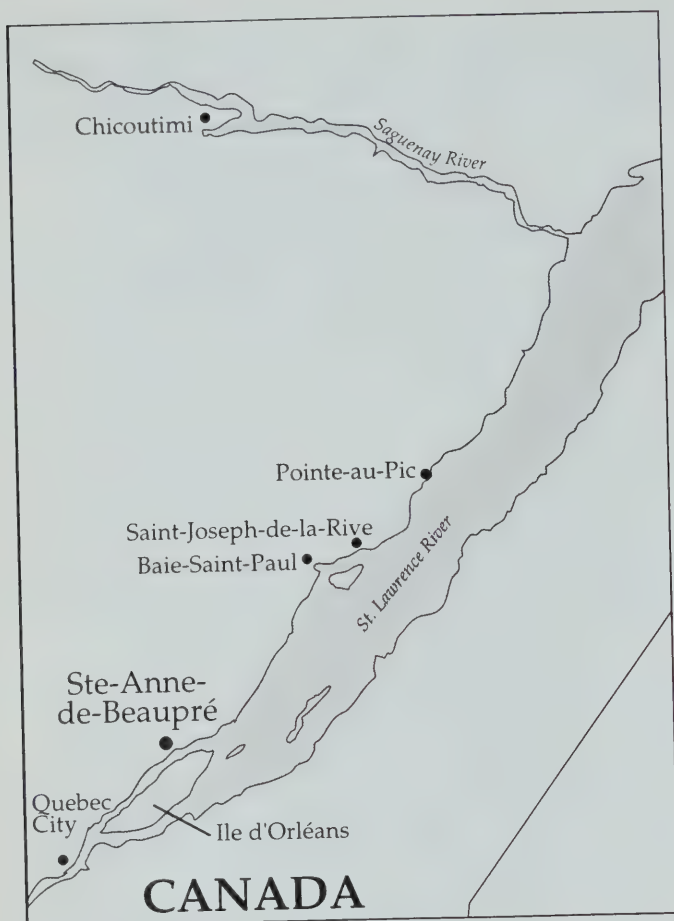 Chicoutimi
Saguenay River
Pointe-au-Pic
Saint-Joseph-de-la-Rive
Baie-Saint-Paul
St. Lawrence River
Ste-Anne-
de-Beaupré
Quebec
City
Ile d'Orléans
CANADA